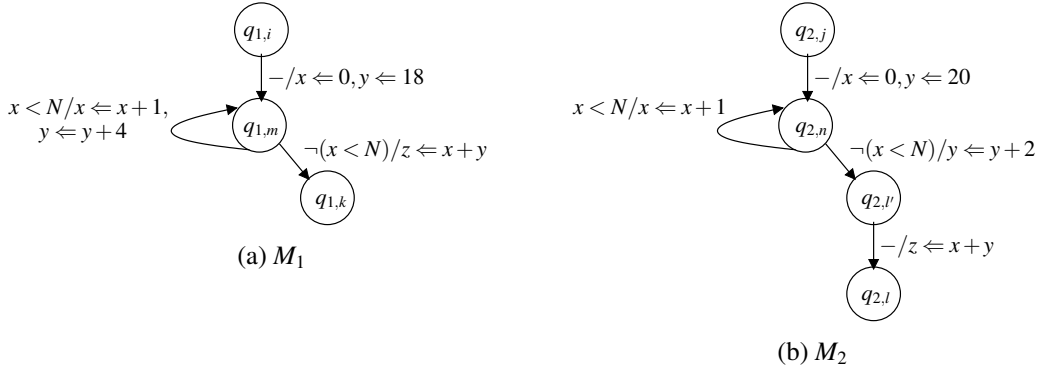 q1,i
−/x ⇐ 0, y ⇐ 18
x < N/x ⇐ x+1,
y ⇐ y+4
q1,m
¬(x < N)/z ⇐ x+y
q1,k
(a) M1
q2,j
−/x ⇐ 0, y ⇐ 20
x < N/x ⇐ x+1
q2,n
¬(x < N)/y ⇐ y+2
q2,l′
−/z ⇐ x+y
q2,l
(b) M2